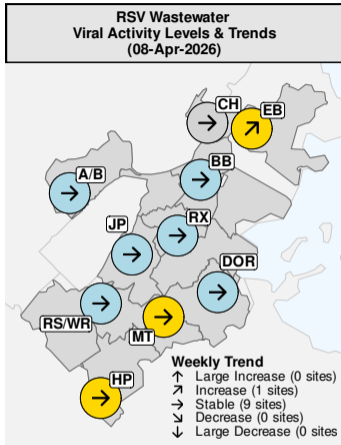 RSV Wastewater
Viral Activity Levels & Trends
(08-Apr-2026)
CH
EB
A/B
BB
JP
RX
DOR
RS/WR
MT
HP
Weekly Trend
↑ Large Increase (0 sites)
↗ Increase (1 sites)
→ Stable (9 sites)
↘ Decrease (0 sites)
↓ Large Decrease (0 sites)